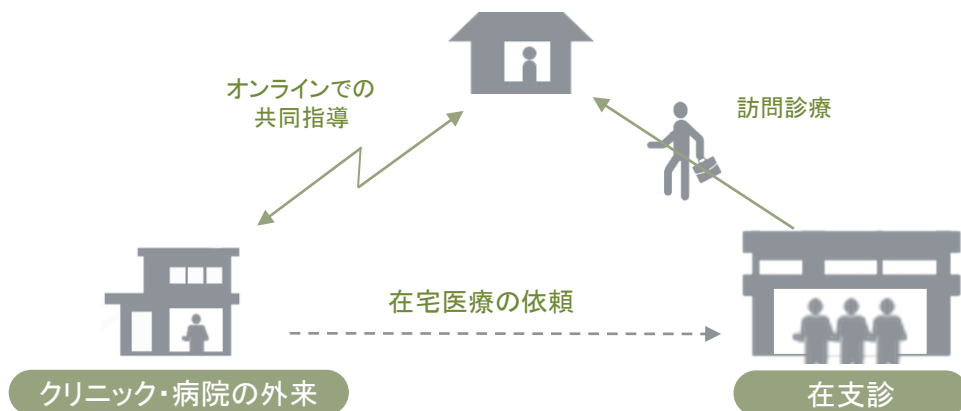 オンラインでの
共同指導
訪問診療
在宅医療の依頼
クリニック・病院の外来
在支診